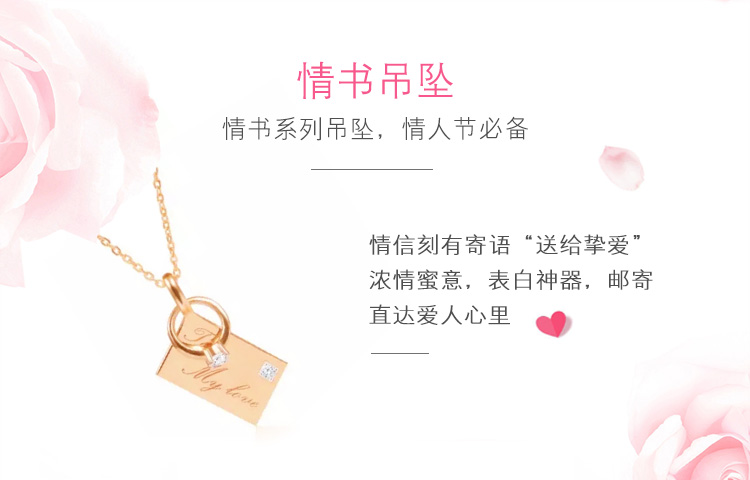 情书吊坠
情书系列吊坠，情人节必备
情信刻有寄语“送给挚爱”
浓情蜜意，表白神器，邮寄
直达爱人心里
To
My love